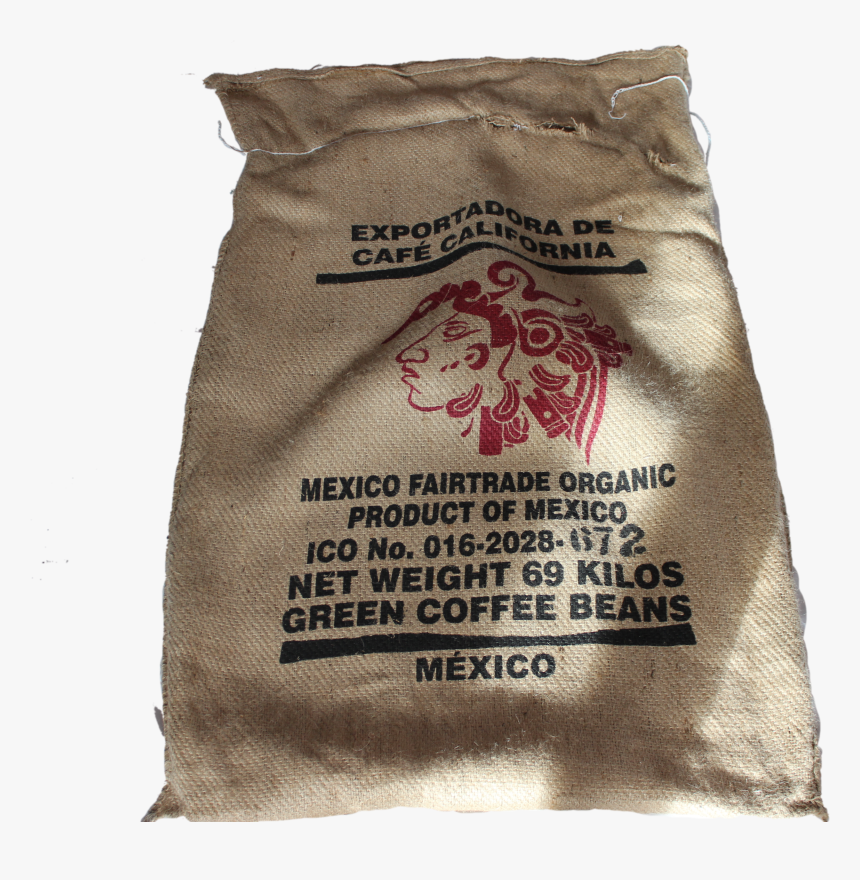 EXPORTADORA DE
CAFÉ CALIFORNIA
MEXICO FAIRTRADE ORGANIC
PRODUCT OF MEXICO
ICO No. 016-2028-672
NET WEIGHT 69 KILOS
GREEN COFFEE BEANS
MÉXICO